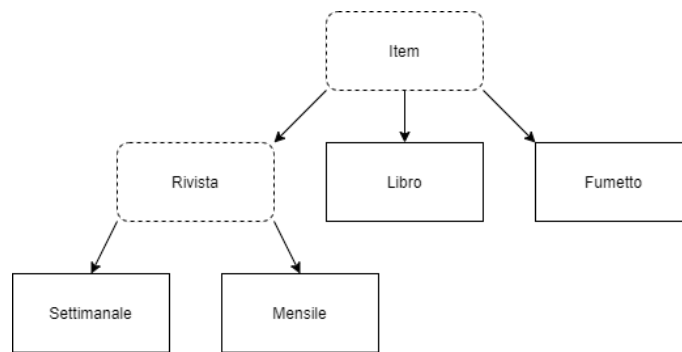 Item
Rivista
Libro
Fumetto
Settimanale
Mensile